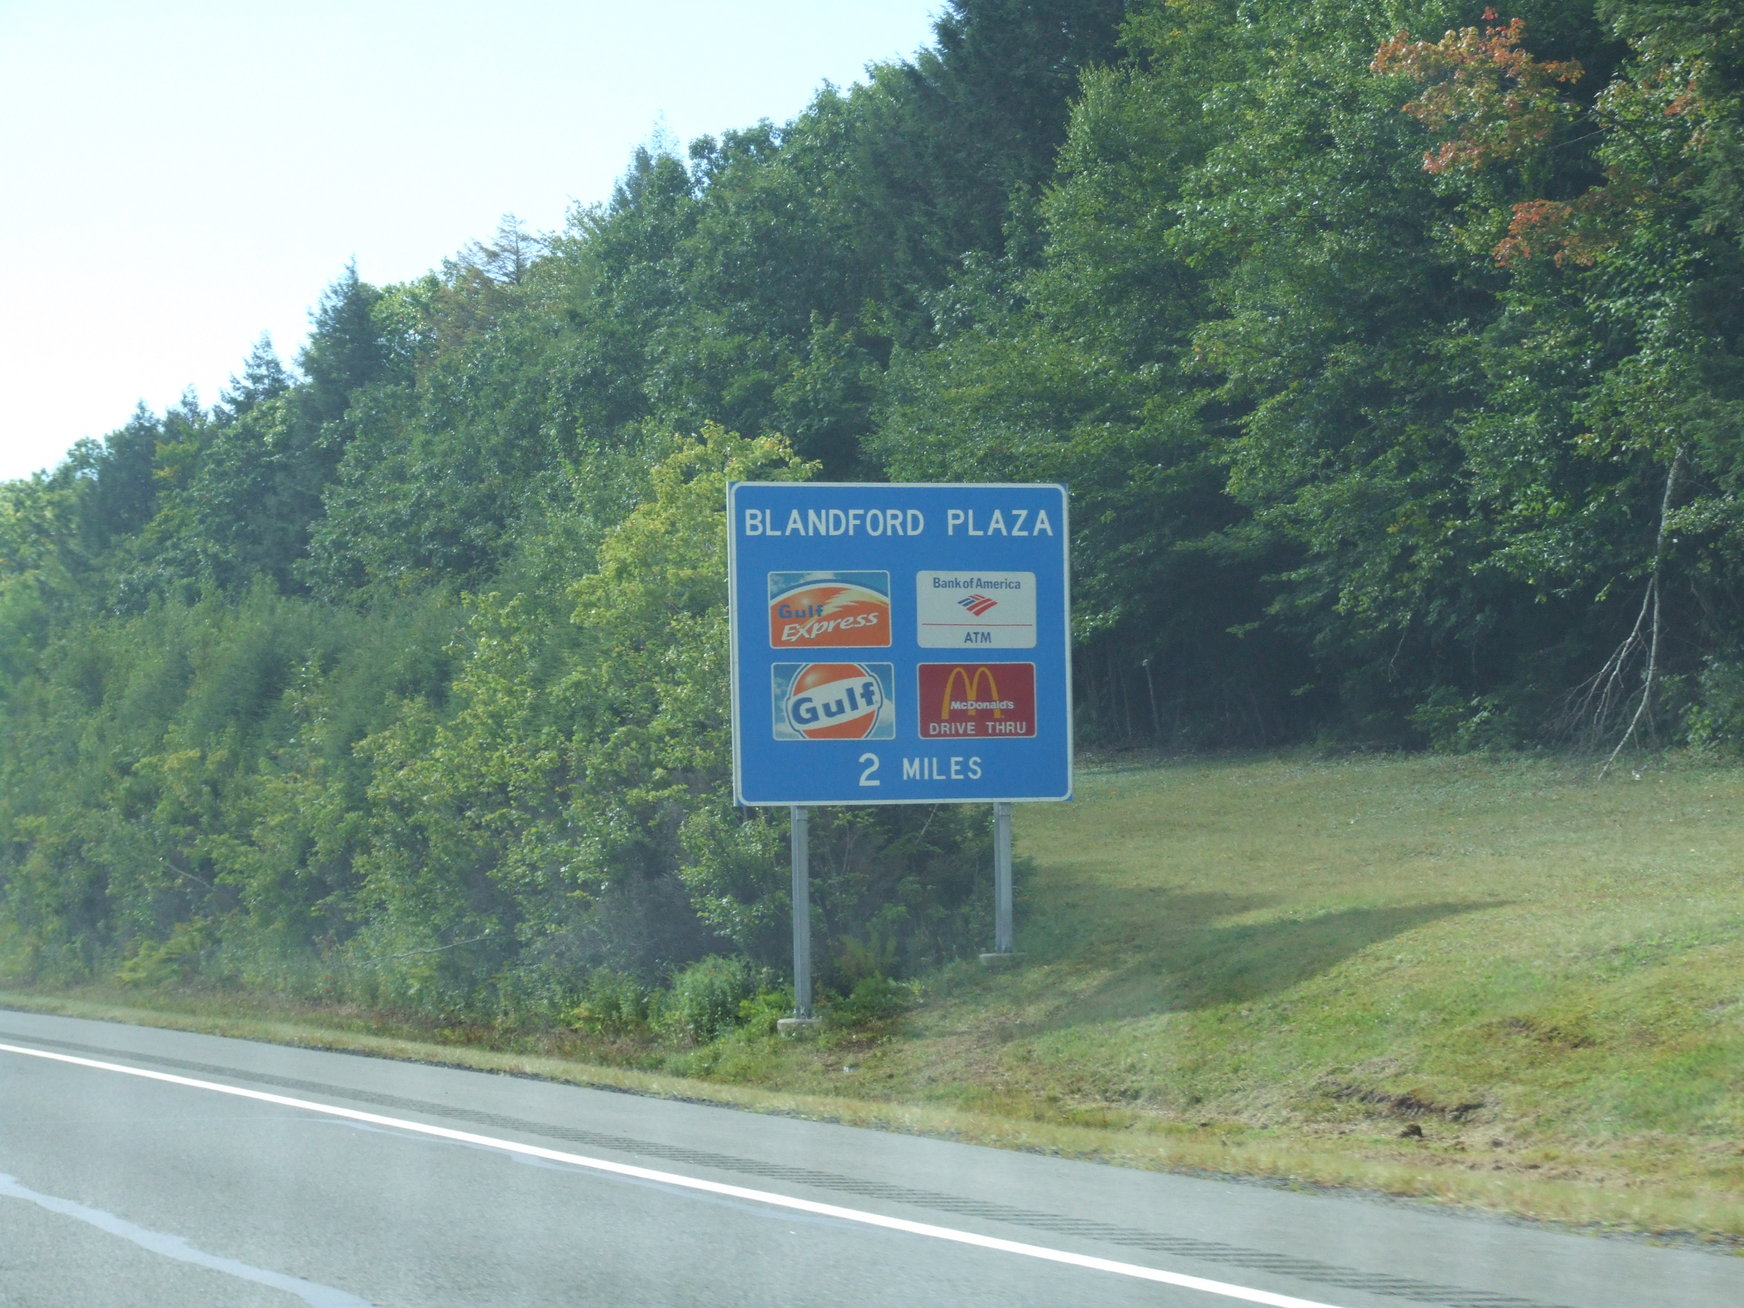 BLANDFORD PLAZA
Gulf
Express
Bank of America
ATM
Gulf
McDonald's
DRIVE THRU
2 MILES